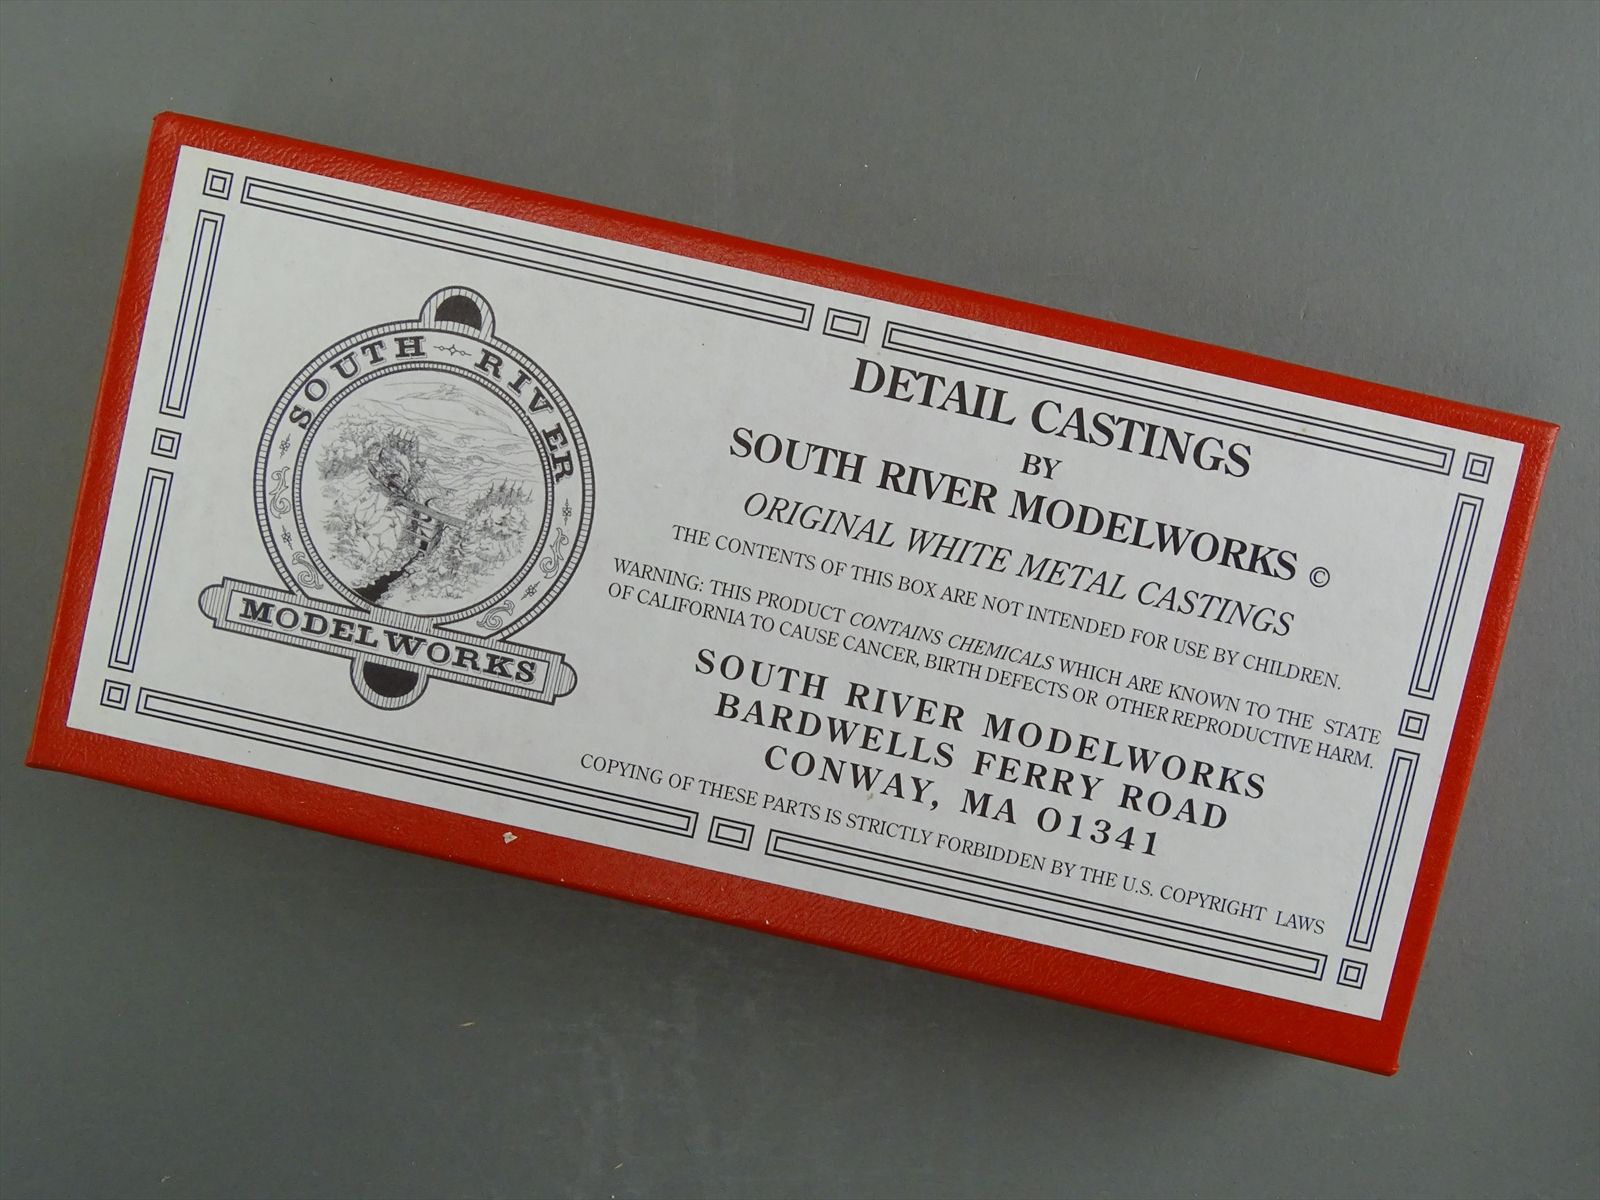 SOUTH RIVER
MODELWORKS
DETAIL CASTINGS
BY
SOUTH RIVER MODELWORKS ©
ORIGINAL WHITE METAL CASTINGS
THE CONTENTS OF THIS BOX ARE NOT INTENDED FOR USE BY CHILDREN.
WARNING: THIS PRODUCT CONTAINS CHEMICALS WHICH ARE KNOWN TO THE STATE
OF CALIFORNIA TO CAUSE CANCER, BIRTH DEFECTS OR OTHER REPRODUCTIVE HARM.
SOUTH RIVER MODELWORKS
BARDWELLS FERRY ROAD
CONWAY, MA 01341
COPYING OF THESE PARTS IS STRICTLY FORBIDDEN BY THE U.S. COPYRIGHT LAWS